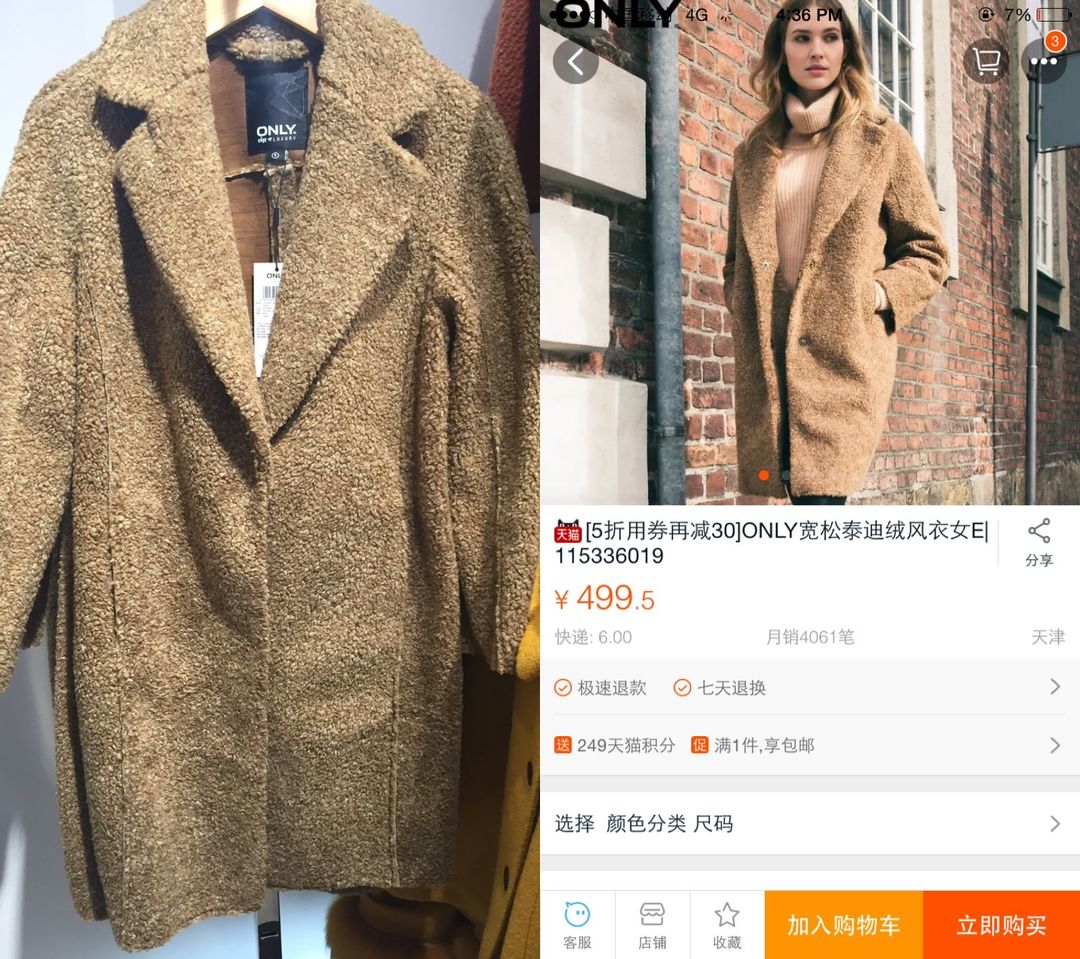 ONLY
LUXURY
ONLY
4G
4:36 PM
7%
3
天猫
[5折用券再减30]ONLY宽松泰迪绒风衣女E|
115336019
分享
¥ 499.5
快递: 6.00
月销4061笔
天津
极速退款
七天退换
送
249天猫积分
促
满1件,享包邮
选择 颜色分类 尺码
客服
店铺
收藏
加入购物车
立即购买